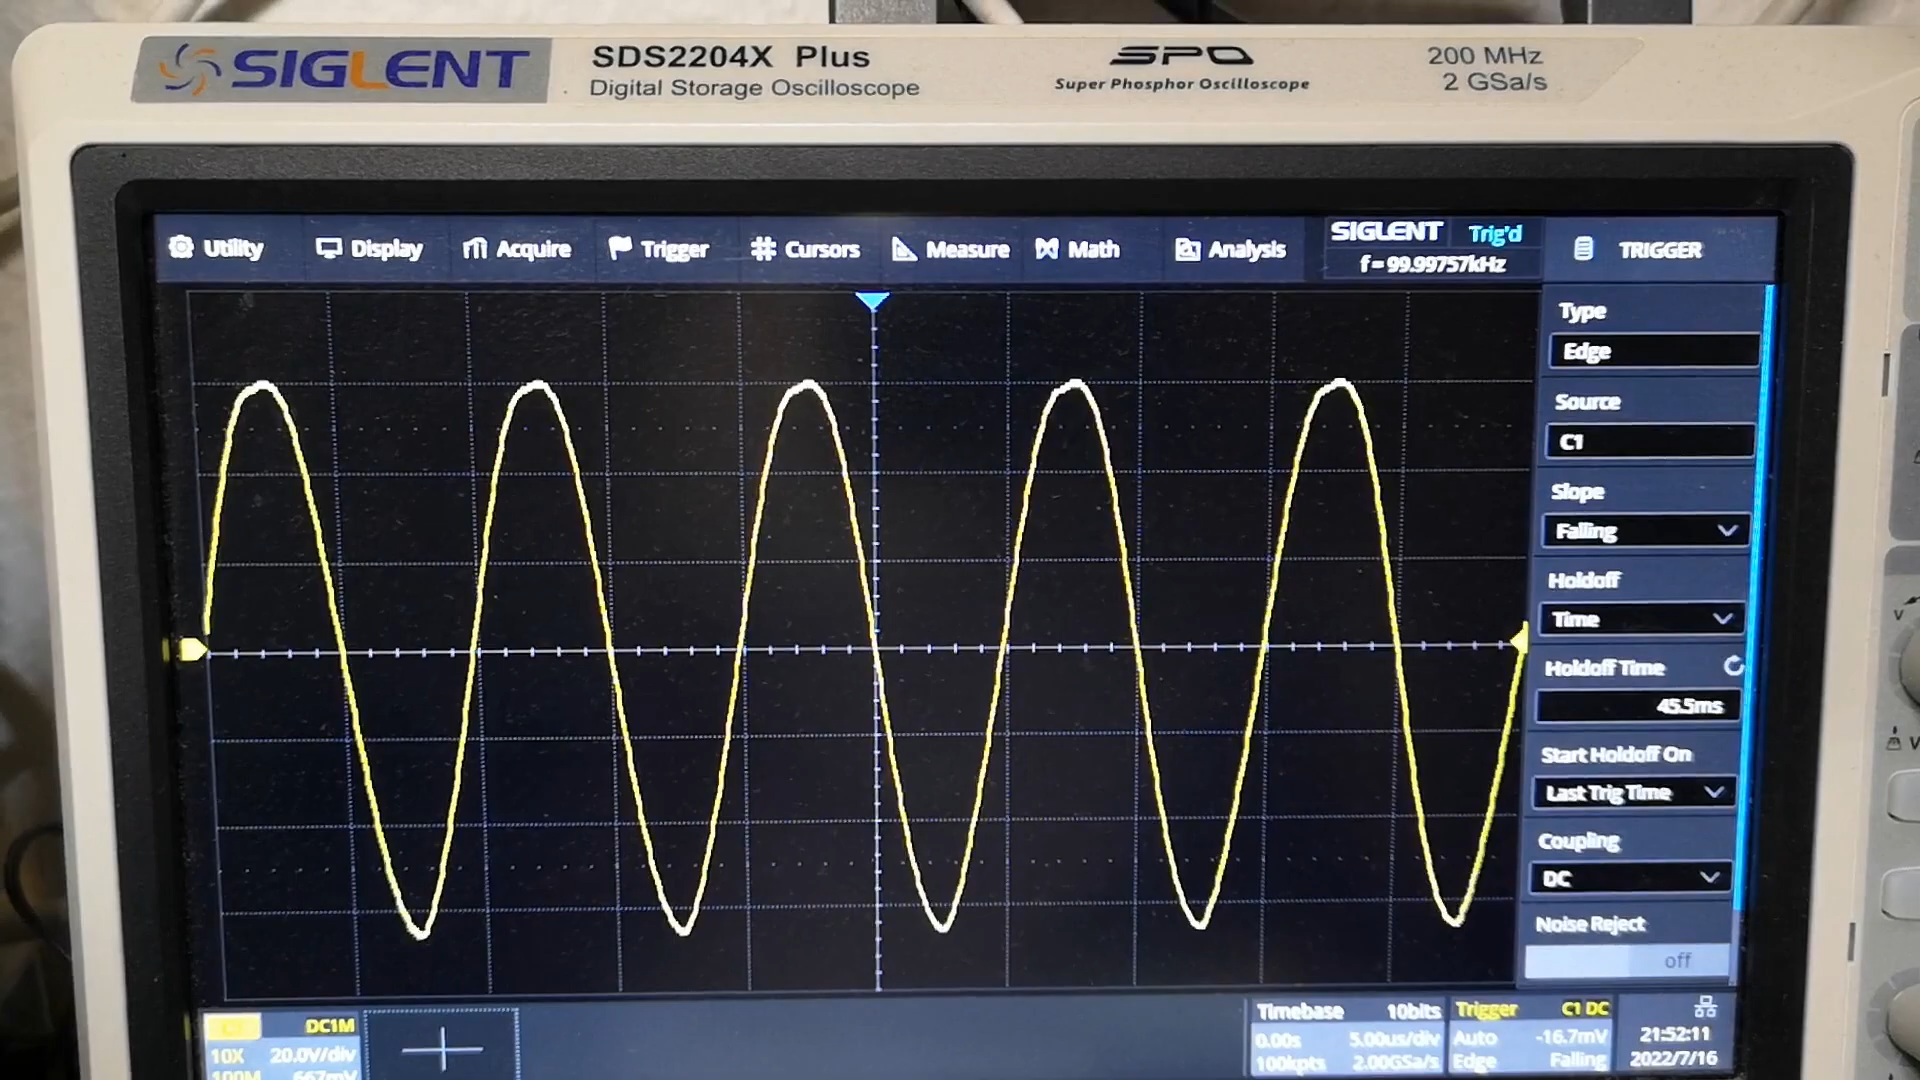 SIGLENT
SDS2204X Plus
Digital Storage Oscilloscope
SPO
Super Phosphor Oscilloscope
200 MHz
2 GSa/s
Utility
Display
Acquire
Trigger
Cursors
Measure
Math
Analysis
SIGLENT Trig'd
f = 99.99757kHz
TRIGGER
Type
Edge
Source
C1
Slope
Falling
Holdoff
Time
Holdoff Time
45.5ms
Start Holdoff On
Last Trig Time
Coupling
DC
Noise Reject
off
DC1M
10X 20.0V/div
100M 667mV
Timebase 10bits
0.00s 5.00us/div
100kpts 2.00GSa/s
Trigger C1 DC
Auto -16.7mV
Edge Falling
21:52:11
2022/7/16